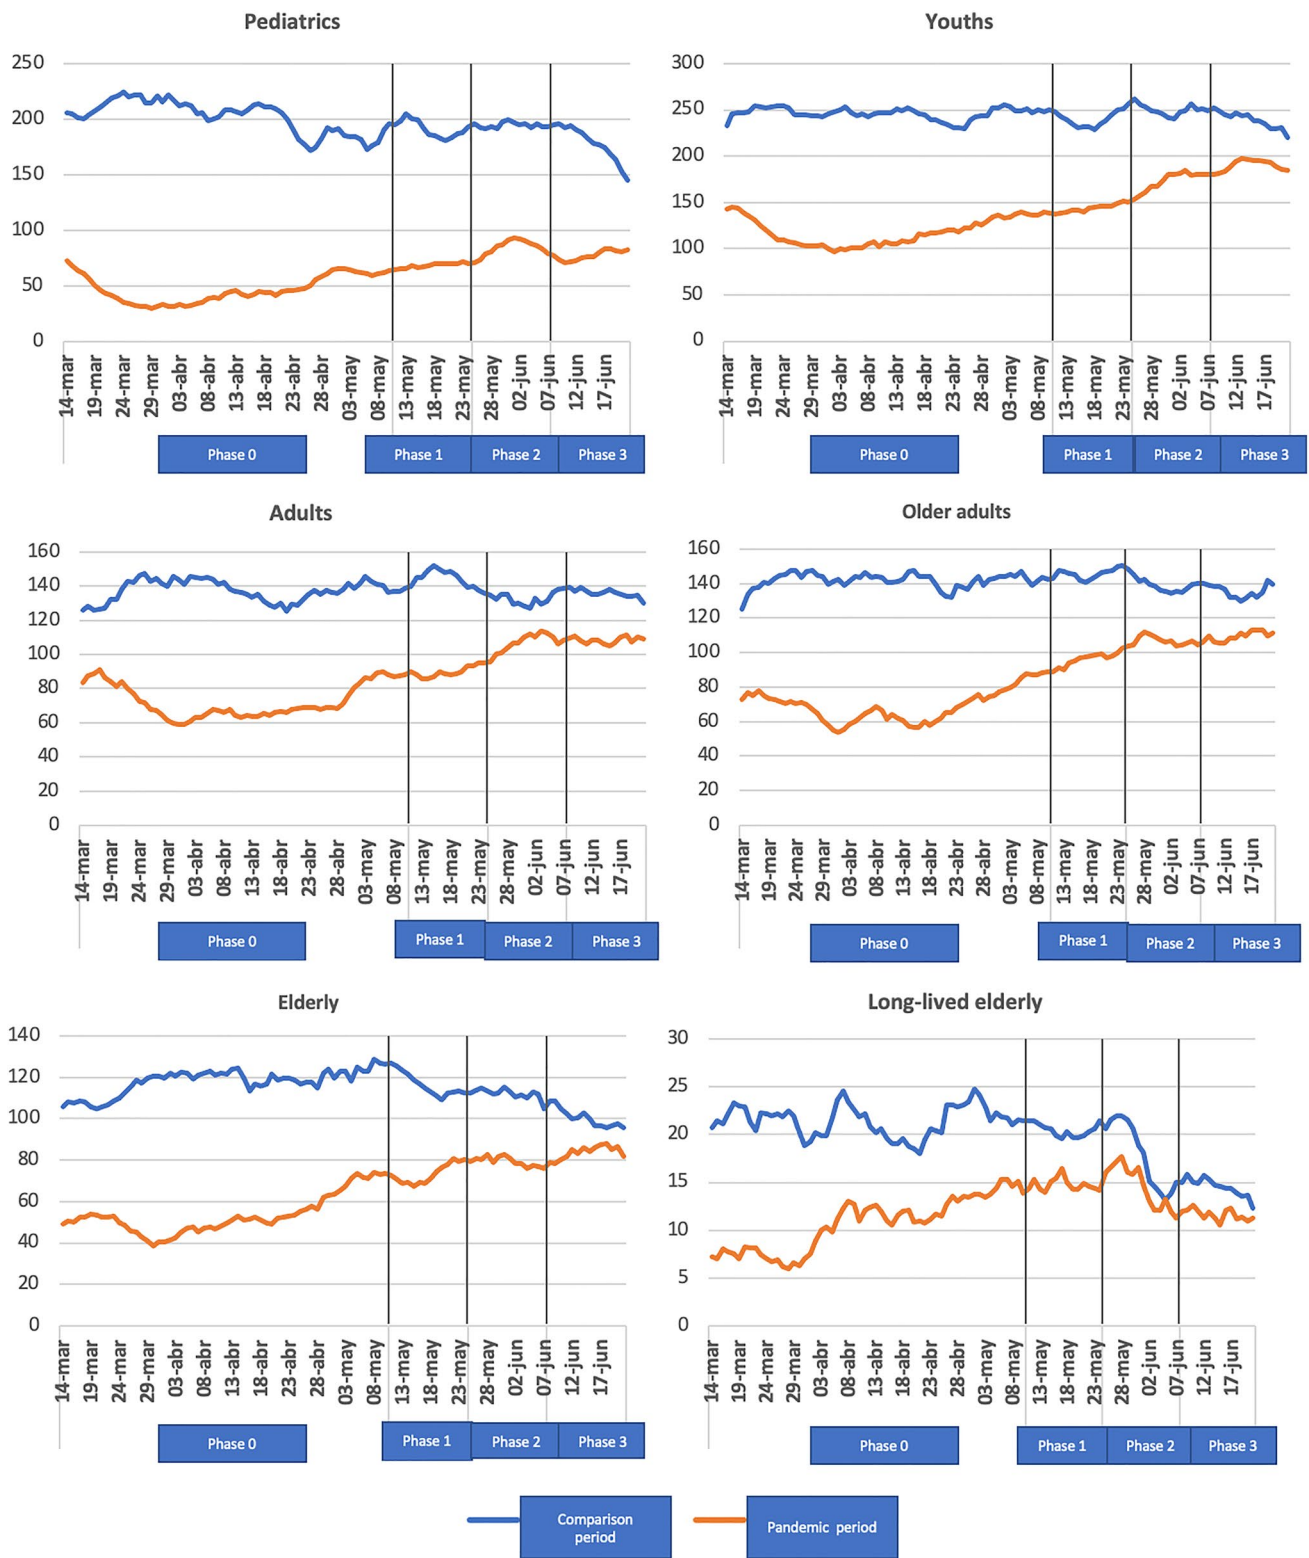 Pediatrics
250
200
150
100
50
0
14-mar
19-mar
24-mar
29-mar
03-abr
08-abr
13-abr
18-abr
23-abr
28-abr
03-may
08-may
13-may
18-may
23-may
28-may
02-jun
07-jun
12-jun
17-jun
Phase 0
Phase 1
Phase 2
Phase 3
Youths
300
250
200
150
100
50
0
14-mar
19-mar
24-mar
29-mar
03-abr
08-abr
13-abr
18-abr
23-abr
28-abr
03-may
08-may
13-may
18-may
23-may
28-may
02-jun
07-jun
12-jun
17-jun
Phase 0
Phase 1
Phase 2
Phase 3
Adults
160
140
120
100
80
60
40
20
0
14-mar
19-mar
24-mar
29-mar
03-abr
08-abr
13-abr
18-abr
23-abr
28-abr
03-may
08-may
13-may
18-may
23-may
28-may
02-jun
07-jun
12-jun
17-jun
Phase 0
Phase 1
Phase 2
Phase 3
Older adults
160
140
120
100
80
60
40
20
0
14-mar
19-mar
24-mar
29-mar
03-abr
08-abr
13-abr
18-abr
23-abr
28-abr
03-may
08-may
13-may
18-may
23-may
28-may
02-jun
07-jun
12-jun
17-jun
Phase 0
Phase 1
Phase 2
Phase 3
Elderly
140
120
100
80
60
40
20
0
14-mar
19-mar
24-mar
29-mar
03-abr
08-abr
13-abr
18-abr
23-abr
28-abr
03-may
08-may
13-may
18-may
23-may
28-may
02-jun
07-jun
12-jun
17-jun
Phase 0
Phase 1
Phase 2
Phase 3
Long-lived elderly
30
25
20
15
10
5
0
14-mar
19-mar
24-mar
29-mar
03-abr
08-abr
13-abr
18-abr
23-abr
28-abr
03-may
08-may
13-may
18-may
23-may
28-may
02-jun
07-jun
12-jun
17-jun
Phase 0
Phase 1
Phase 2
Phase 3
Comparison
period
Pandemic period